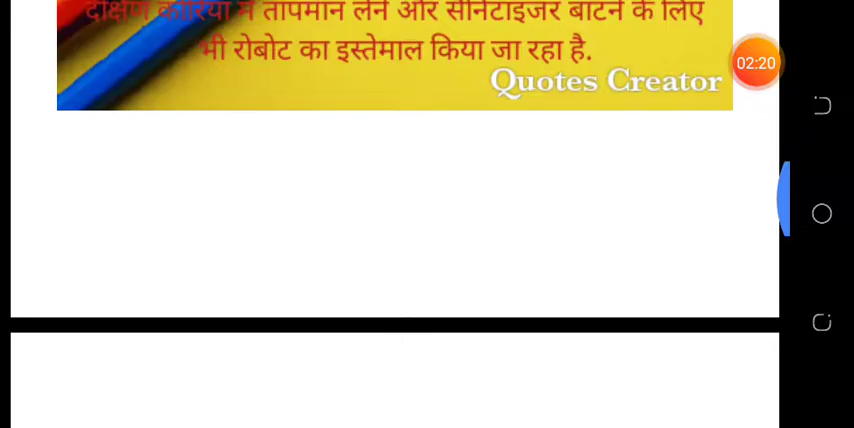 दक्षिण कोरिया में तापमान लेने और सैनिटाइजर बांटने के लिए
भी रोबोट का इस्तेमाल किया जा रहा है.
Quotes Creator
02:20